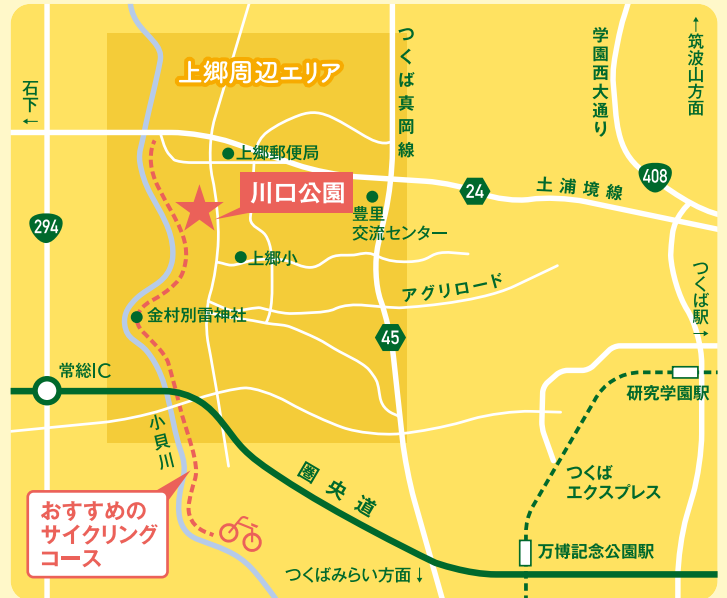 ↑筑波山方面
学園西大通り
つくば真岡線
上郷周辺エリア
石下←
上郷郵便局
408
川口公園
24
土浦境線
豊里
交流センター
294
上郷小
アグリロード
つくば駅→
金村別雷神社
45
常総IC
研究学園駅
小貝川
圏央道
つくば
エクスプレス
おすすめの
サイクリング
コース
万博記念公園駅
つくばみらい方面↓